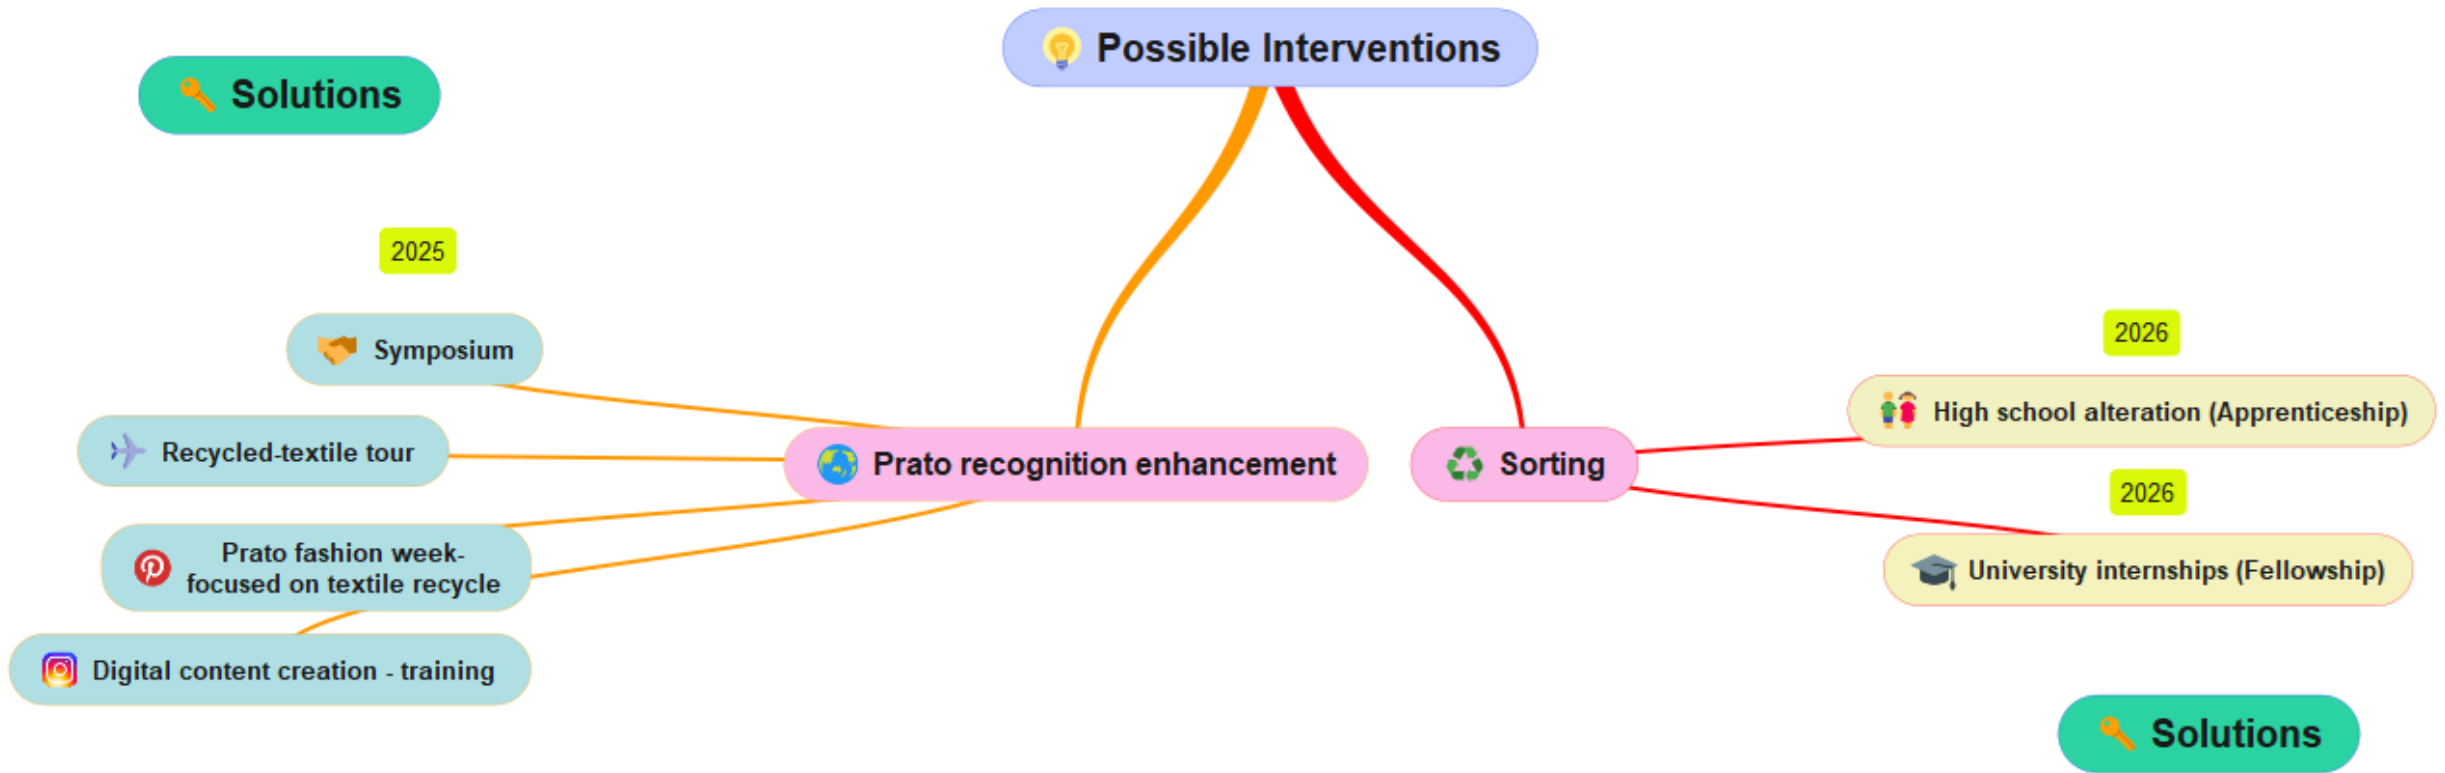 Possible Interventions
Solutions
2025
Symposium
Recycled-textile tour
Prato fashion week-
focused on textile recycle
Digital content creation - training
Prato recognition enhancement
Sorting
2026
High school alteration (Apprenticeship)
2026
University internships (Fellowship)
Solutions